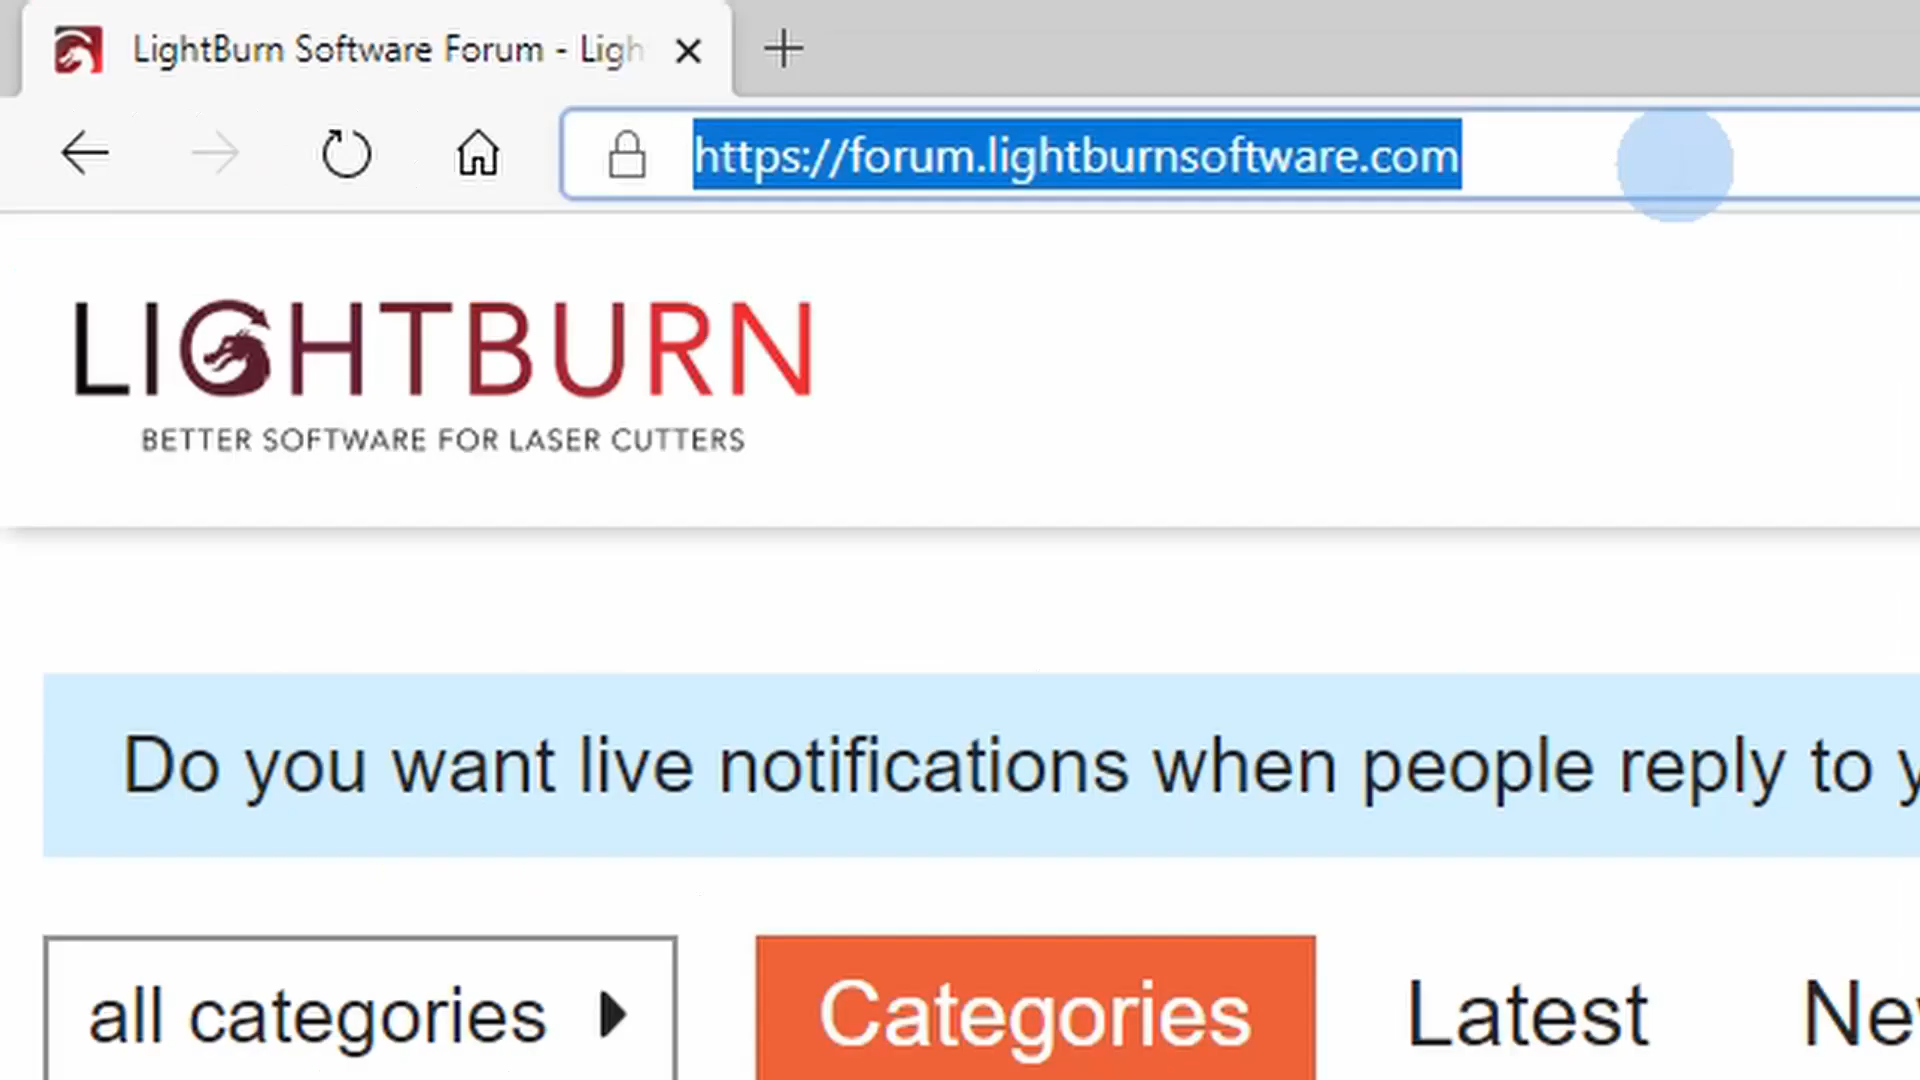 LightBurn Software Forum - Ligh
https://forum.lightburnsoftware.com
LIGHTBURN
BETTER SOFTWARE FOR LASER CUTTERS
Do you want live notifications when people reply to y
all categories
Categories
Latest
Ne